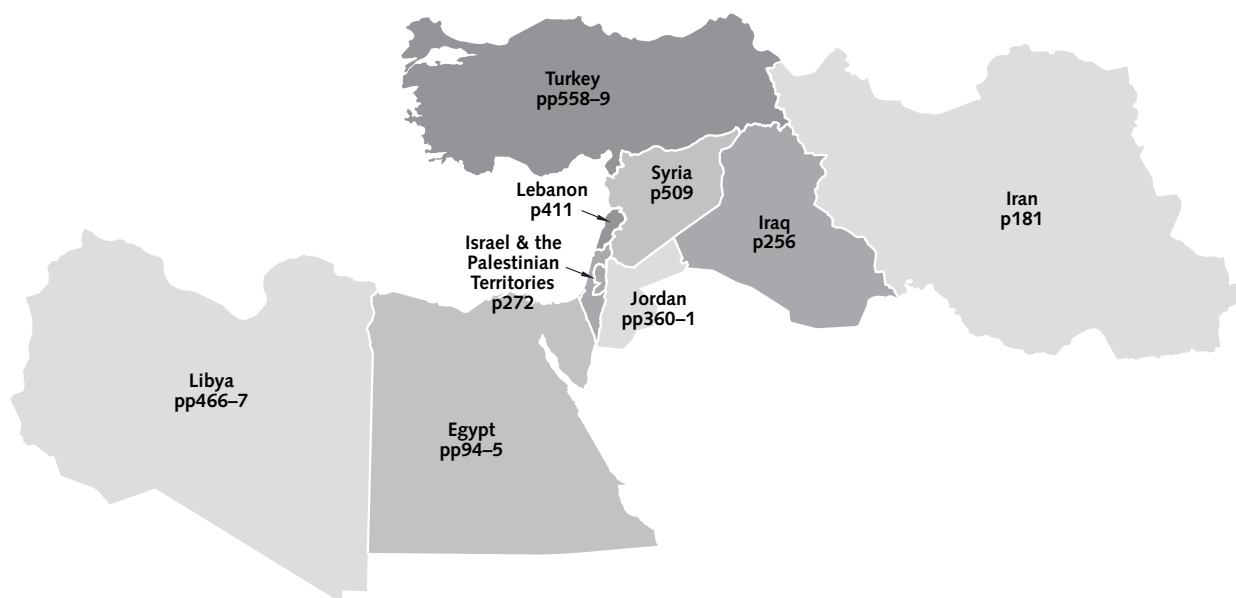 Turkey
pp558–9
Syria
p509
Lebanon
p411
Iran
p181
Iraq
p256
Israel & the
Palestinian
Territories
p272
Jordan
pp360–1
Libya
pp466–7
Egypt
pp94–5